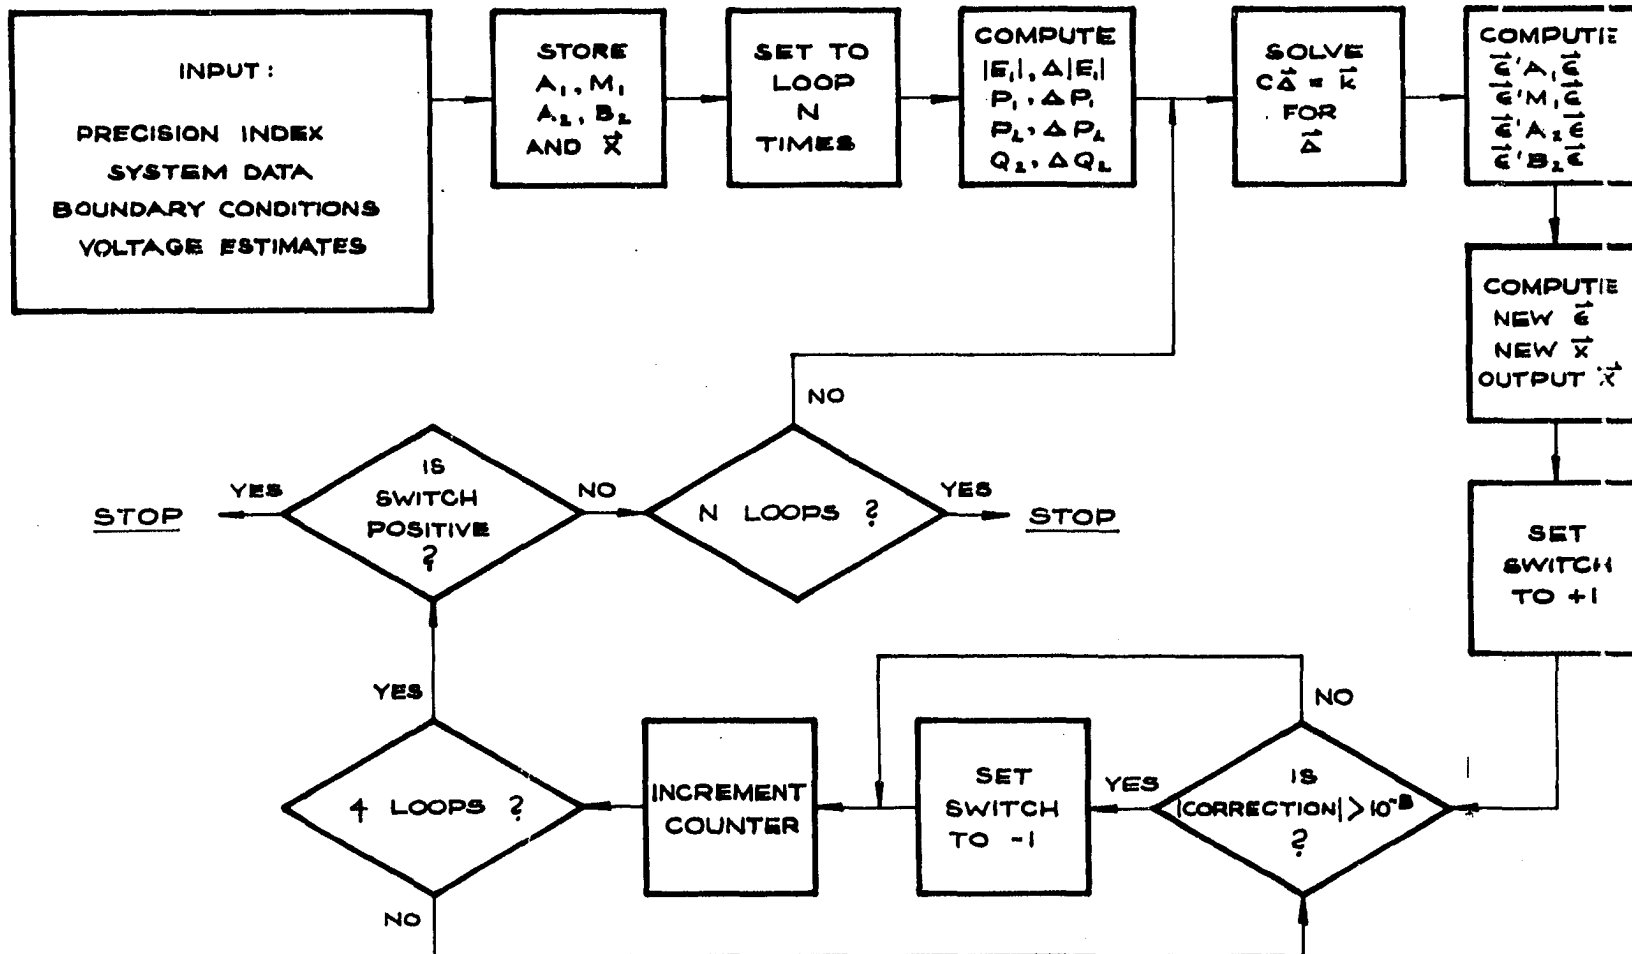 INPUT:
PRECISION INDEX
SYSTEM DATA
BOUNDARY CONDITIONS
VOLTAGE ESTIMATES
STORE
A₁, M₁
A₂, B₂
AND x⃗
SET TO
LOOP
N
TIMES
COMPUTE
|E₁|, Δ|E₁|
P₁, ΔP₁
P₂, ΔP₂
Q₂, ΔQ₂
SOLVE
CΔ⃗ = k⃗
FOR
Δ⃗
COMPUTE
ε⃗'A₁ε⃗
ε⃗'M₁ε⃗
ε⃗'A₂ε⃗
ε⃗'B₂ε⃗
COMPUTE
NEW ε⃗
NEW x⃗
OUTPUT x⃗
SET
SWITCH
TO +1
IS
|CORRECTION| > 10⁻ᴮ
?
YES
NO
SET
SWITCH
TO -1
INCREMENT
COUNTER
4 LOOPS ?
NO
YES
IS
SWITCH
POSITIVE
?
YES
STOP
NO
N LOOPS ?
NO
YES
STOP